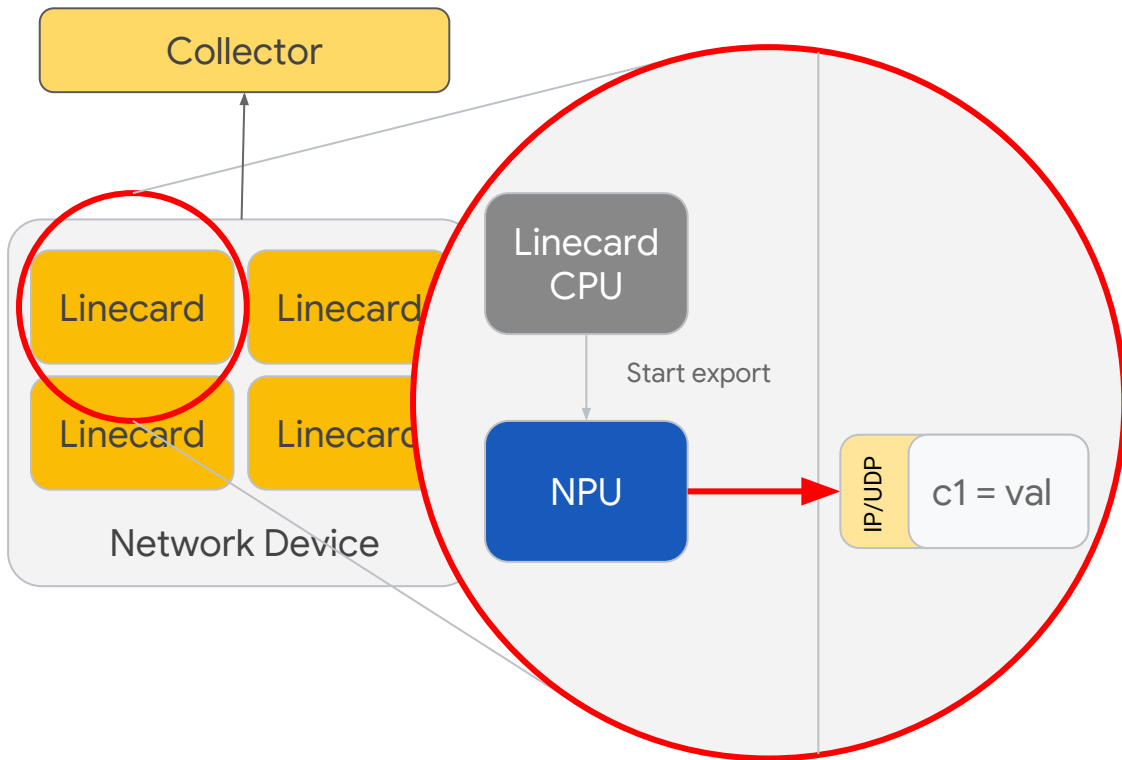 Collector
Linecard
Linecard
Linecard
Linecard
Network Device
Linecard
CPU
Start export
NPU
IP/UDP
c1 = val